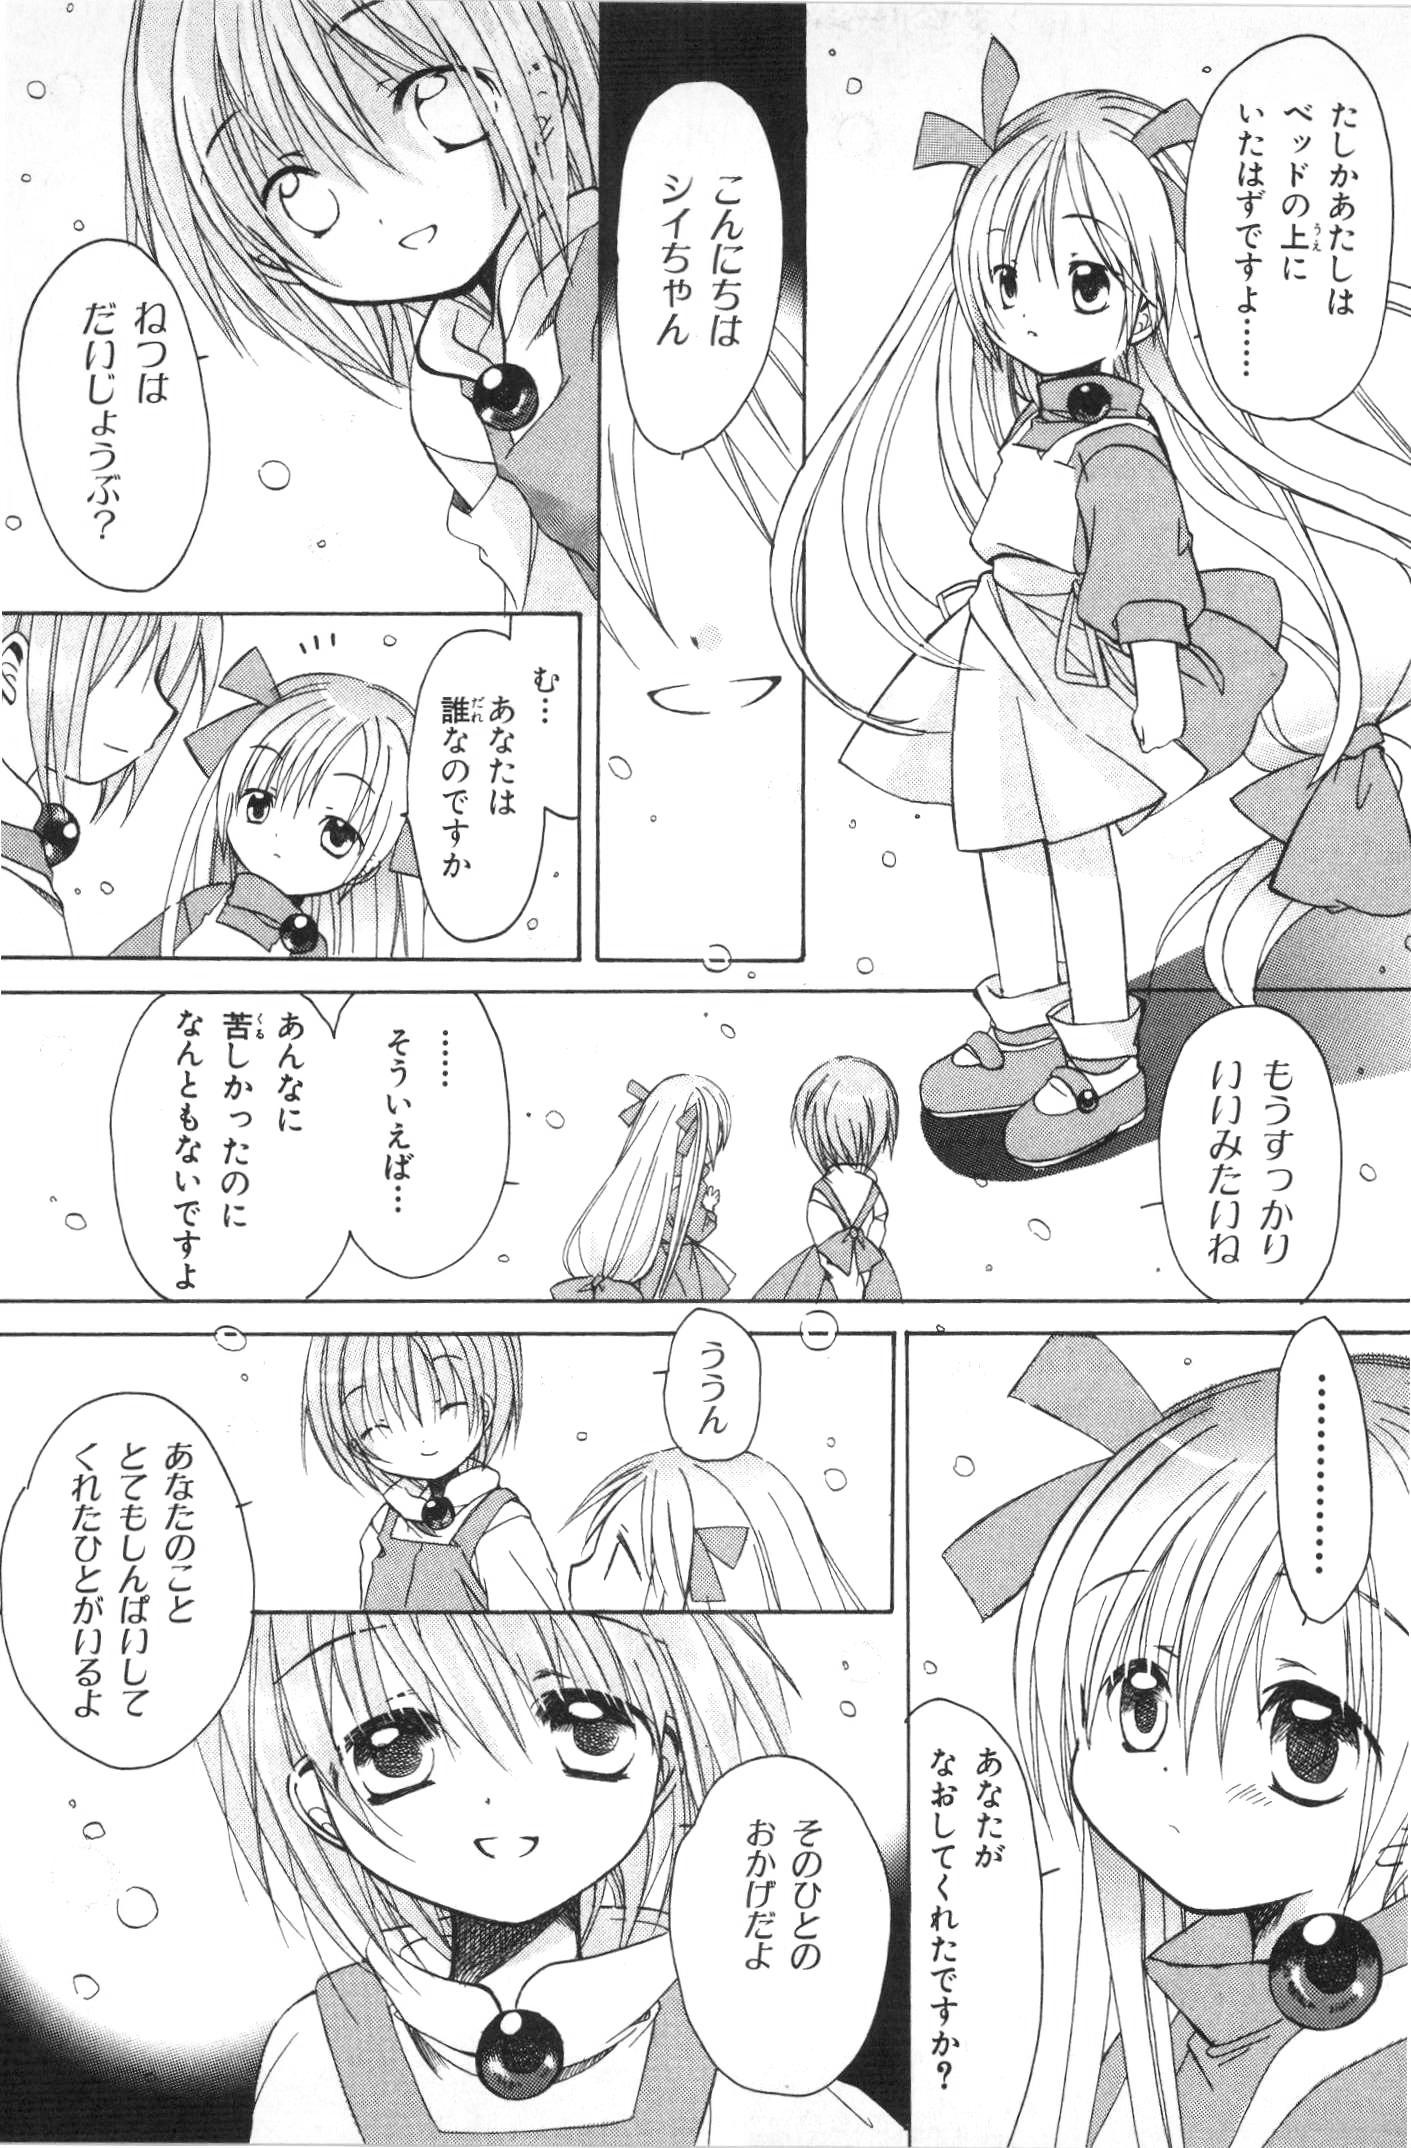 たしかあたしは
ベッドの上に
いたはずですよ……
こんにちは
シイちゃん
ねつは
だいじょうぶ？
む…
あなたは
誰なのですか
もうすっかり
いいみたいね
……
そういえば…
あんなに
苦しかったのに
なんともないですよ
……………
あなたが
なおしてくれたですか？
ううん
あなたのこと
とてもしんぱいして
くれたひとがいるよ
そのひとの
おかげだよ